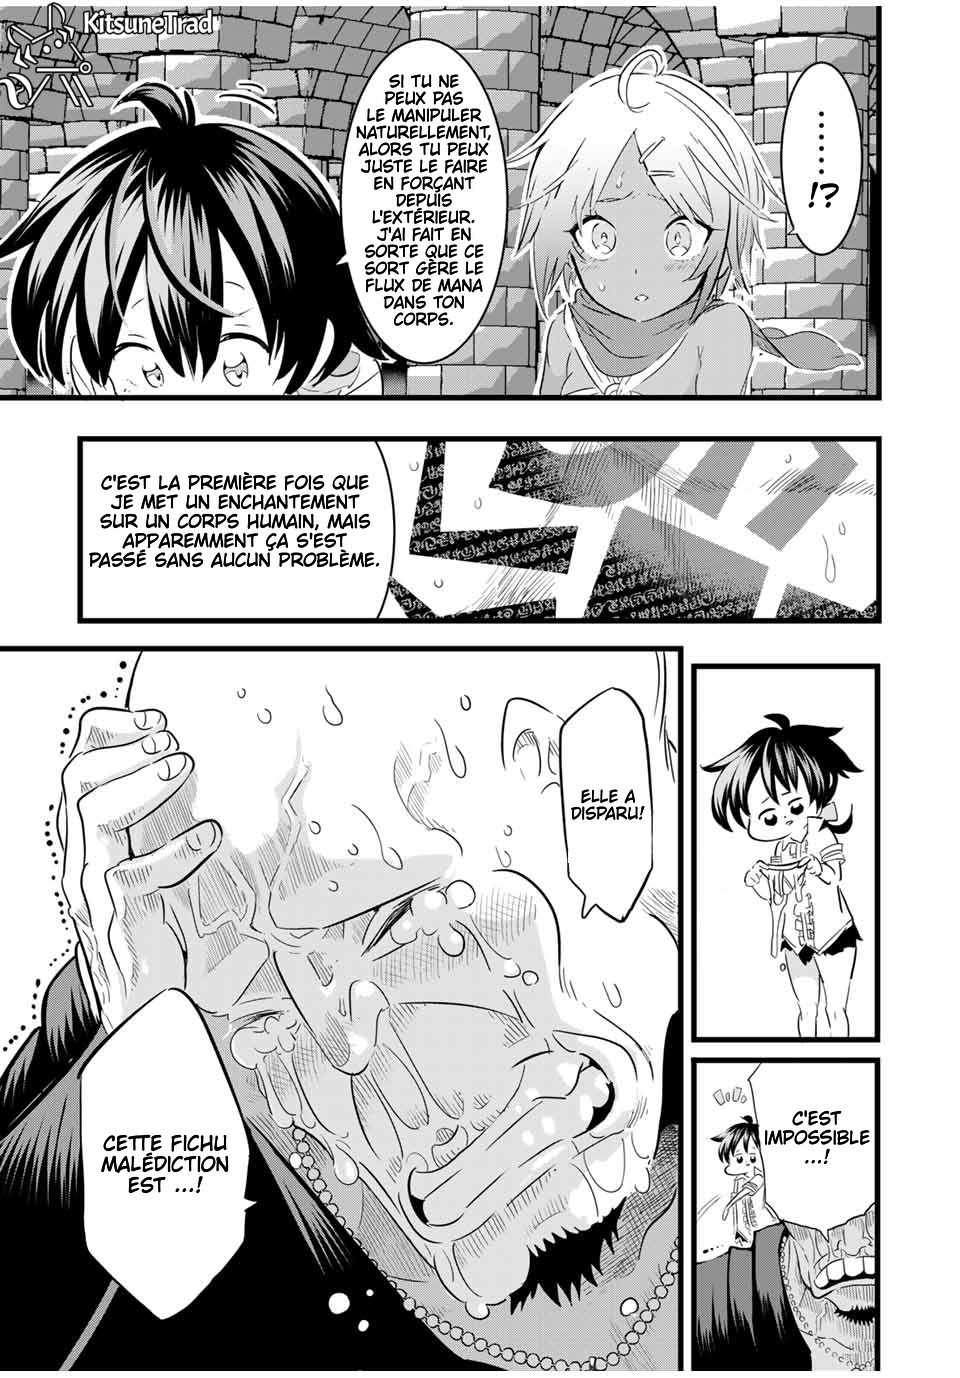 KitsuneTrad
.......
!?
SI TU NE
PEUX PAS
LE MANIPULER
NATURELLEMENT,
ALORS TU PEUX
JUSTE LE FAIRE
EN FORÇANT
DEPUIS
L'EXTÉRIEUR.
J'AI FAIT EN
SORTE QUE CE
SORT GÈRE LE
FLUX DE MANA
DANS TON
CORPS.
C'EST LA PREMIÈRE FOIS QUE
JE MET UN ENCHANTEMENT
SUR UN CORPS HUMAIN, MAIS
APPAREMMENT ÇA S'EST
PASSÉ SANS AUCUN PROBLÈME.
C'EST
IMPOSSIBLE
...!
ELLE A
DISPARU!
CETTE FICHU
MALÉDICTION
EST ...!